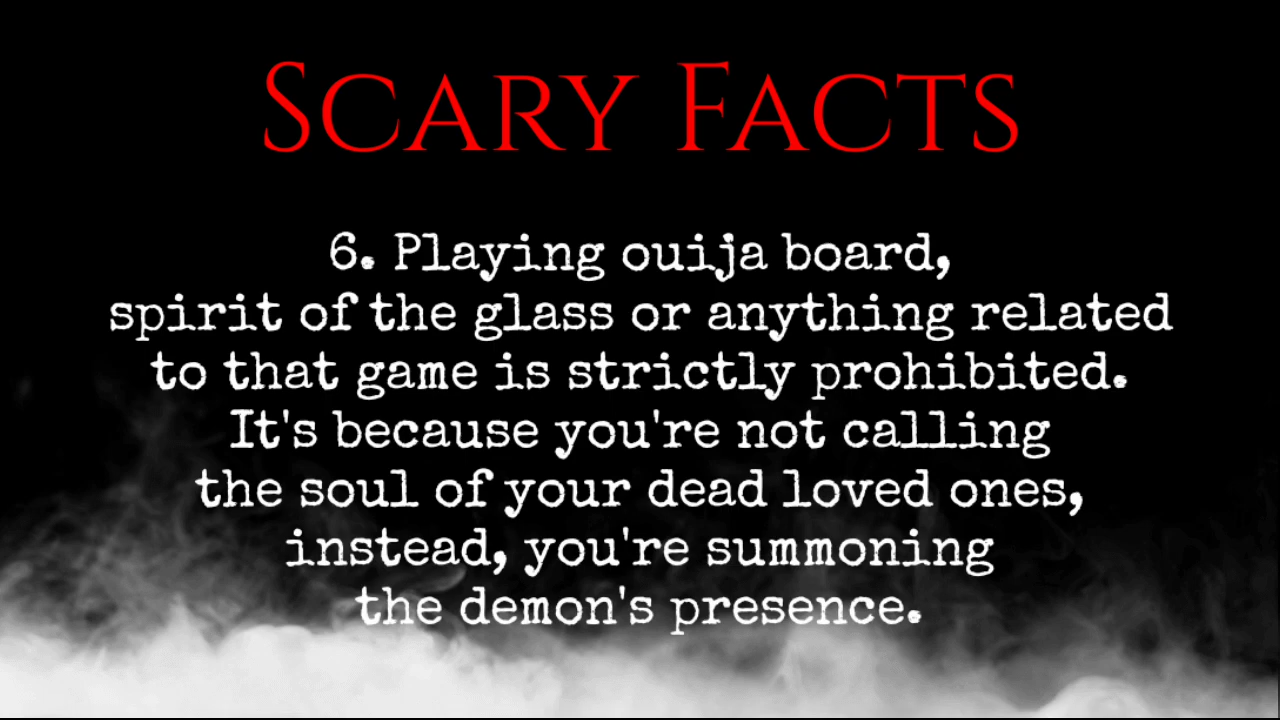 Scary Facts
6. Playing ouija board,
spirit of the glass or anything related
to that game is strictly prohibited.
It's because you're not calling
the soul of your dead loved ones,
instead, you're summoning
the demon's presence.